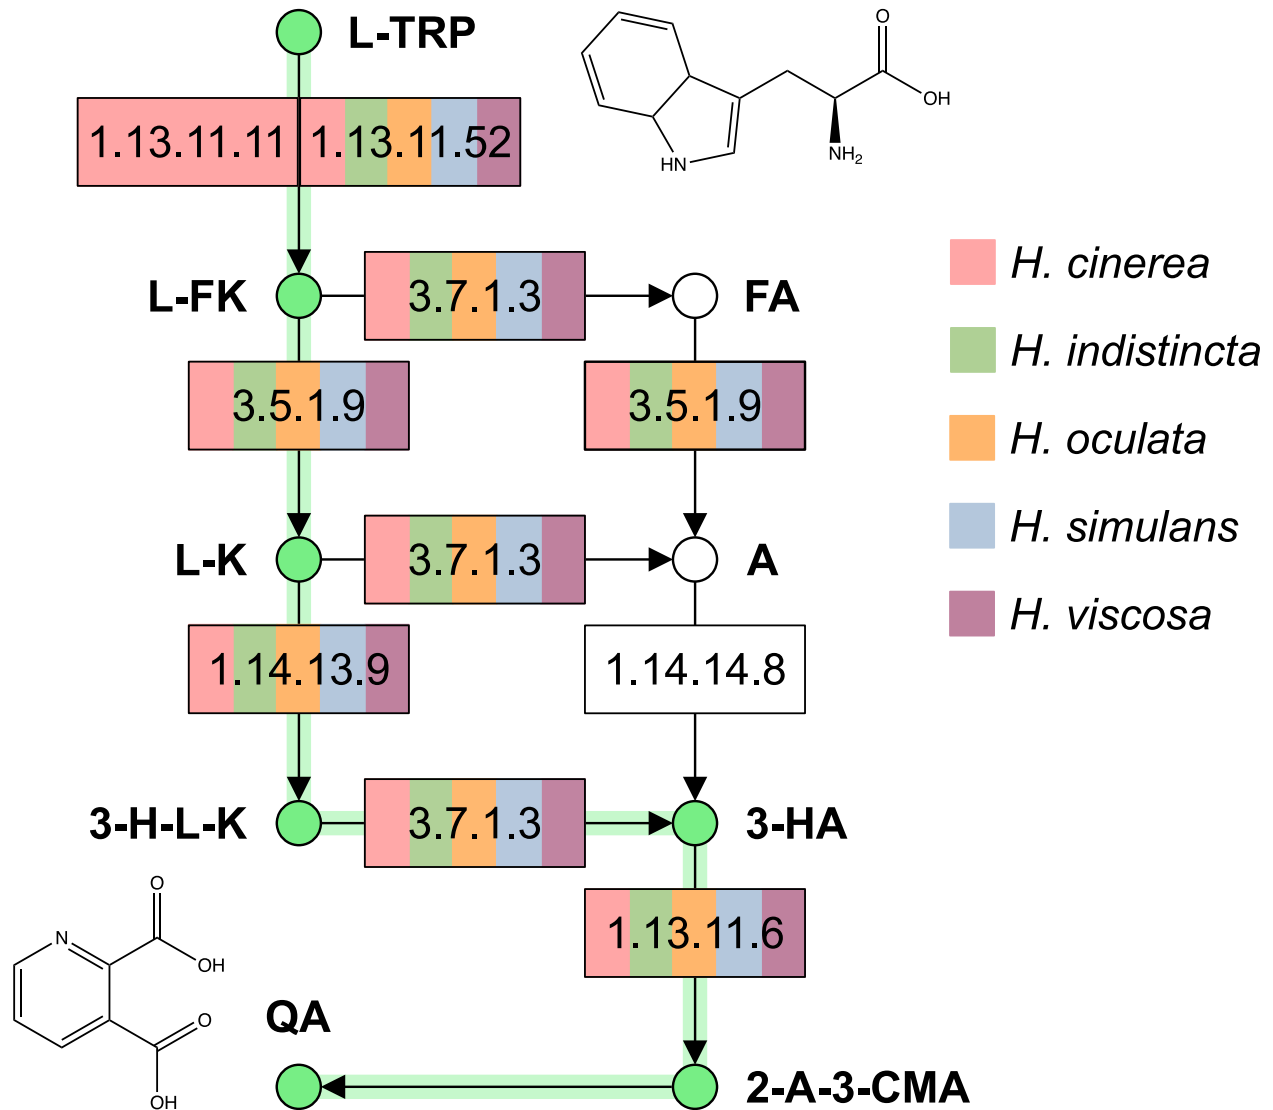 L-TRP
O
OH
NH2
HN
1.13.11.11
1.13.11.52
H. cinerea
L-FK
3.7.1.3
FA
H. indistincta
3.5.1.9
3.5.1.9
H. oculata
H. simulans
L-K
3.7.1.3
A
H. viscosa
1.14.13.9
1.14.14.8
3-H-L-K
3.7.1.3
3-HA
O
N
OH
O
OH
1.13.11.6
QA
2-A-3-CMA